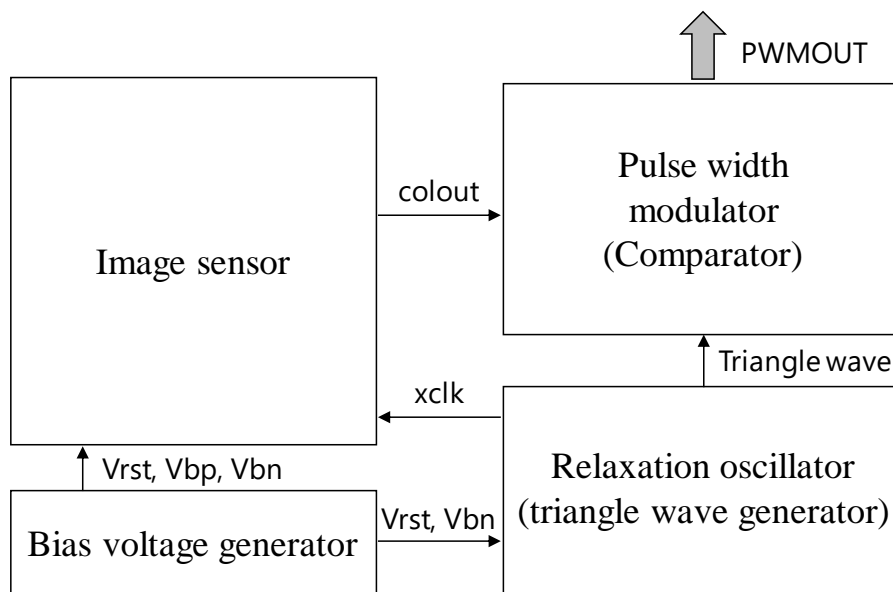 PWMOUT
Image sensor
colout
Pulse width
modulator
(Comparator)
Triangle wave
xclk
Vrst, Vbp, Vbn
Relaxation oscillator
(triangle wave generator)
Bias voltage generator
Vrst, Vbn